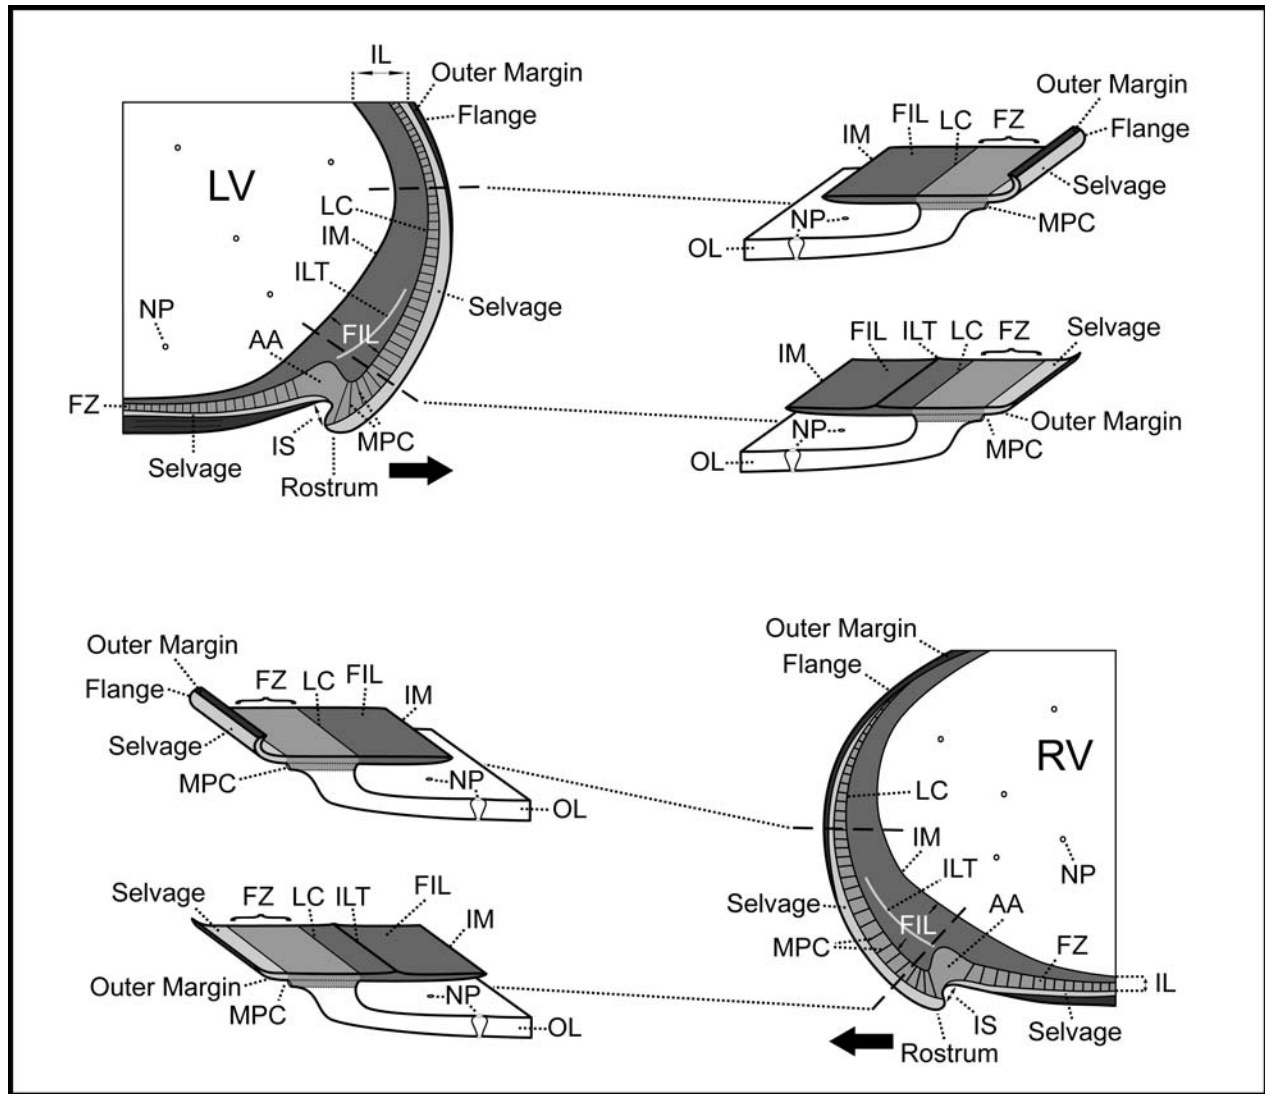 IL
Outer Margin
Flange
LV
LC
IM
ILT
NP
AA
FIL
Selvage
FZ
IS
MPC
Selvage
Rostrum
Outer Margin
FIL
LC
FZ
Flange
IM
Selvage
NP
MPC
OL
Selvage
FIL
ILT
LC
FZ
IM
NP
Outer Margin
MPC
OL
Outer Margin
FZ
LC
FIL
Flange
IM
Selvage
MPC
NP
OL
Selvage
FZ
LC
ILT
FIL
IM
Outer Margin
MPC
NP
OL
Outer Margin
Flange
RV
LC
IM
ILT
NP
Selvage
FIL
AA
MPC
FZ
IL
IS
Selvage
Rostrum